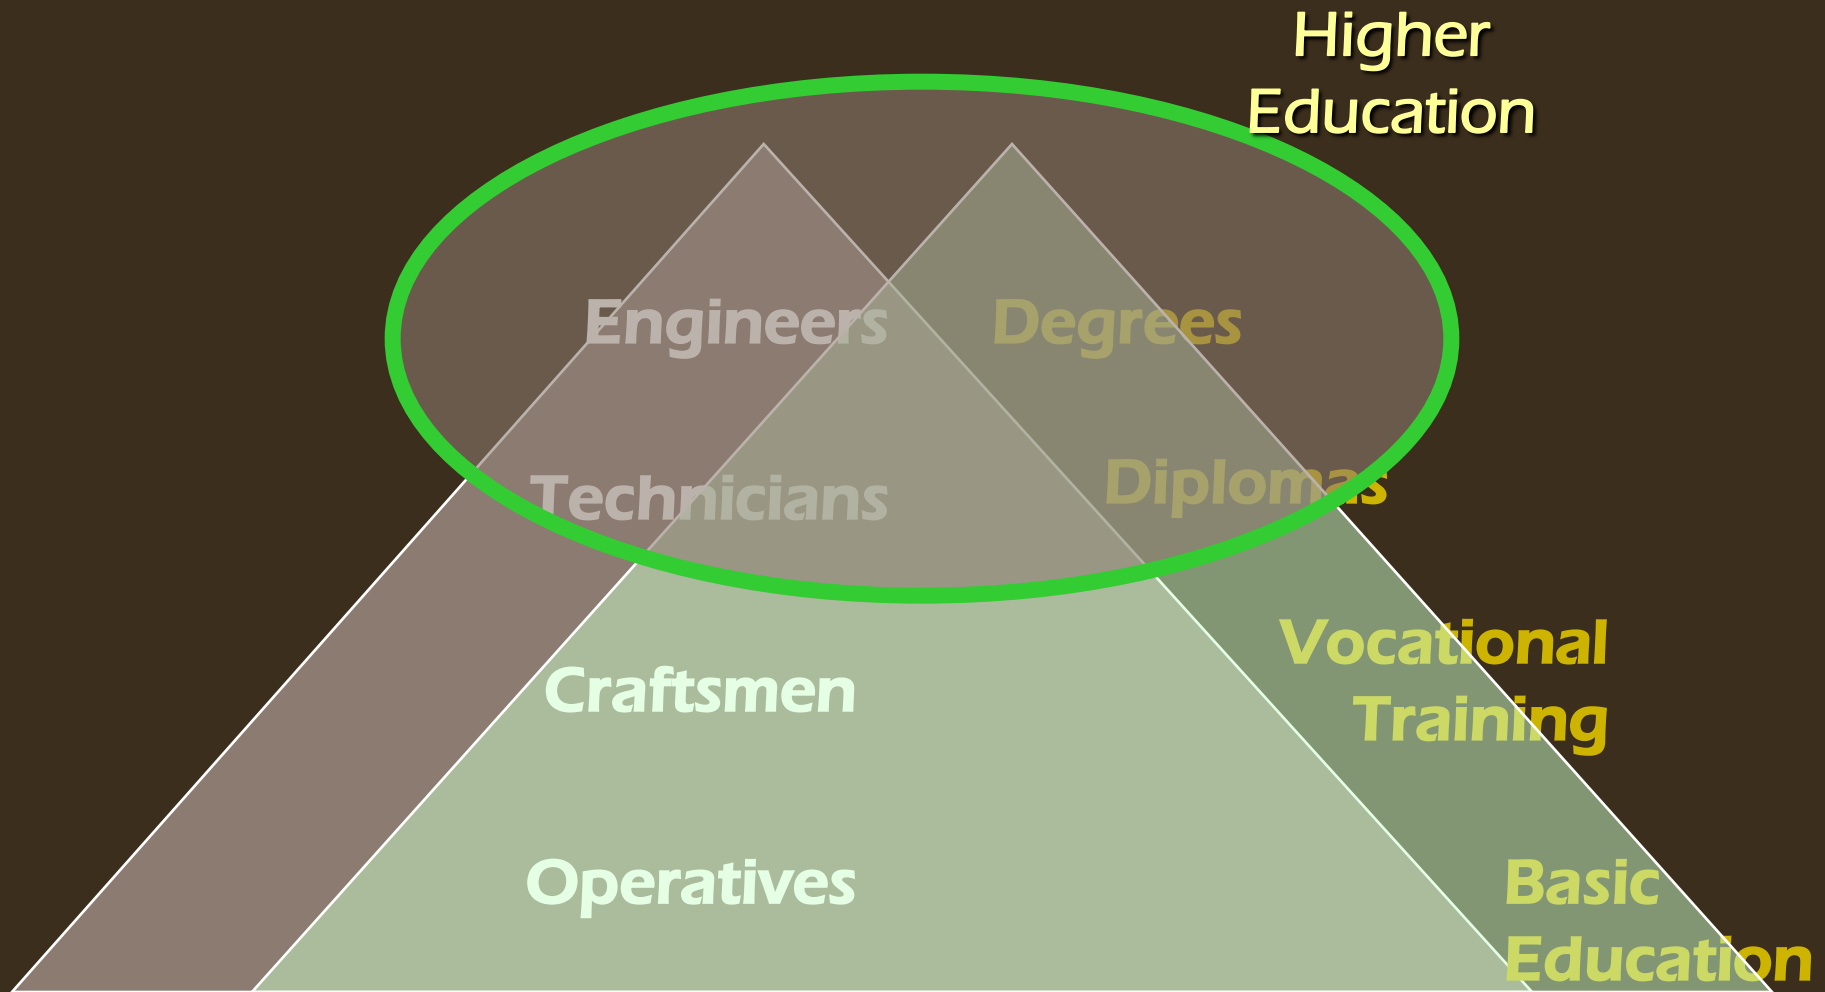 Higher
Education
Engineers
Degrees
Technicians
Diplomas
Craftsmen
Vocational
Training
Operatives
Basic
Education